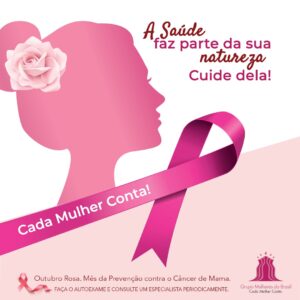 A Saúde
faz parte da sua
natureza
Cuide dela!
Cada Mulher Conta!
Outubro Rosa. Mês da Prevenção contra o Câncer de Mama.
FAÇA O AUTOEXAME E CONSULTE UM ESPECIALISTA PERIODICAMENTE.
Grupo Mulheres do Brasil
Cada Mulher Conta